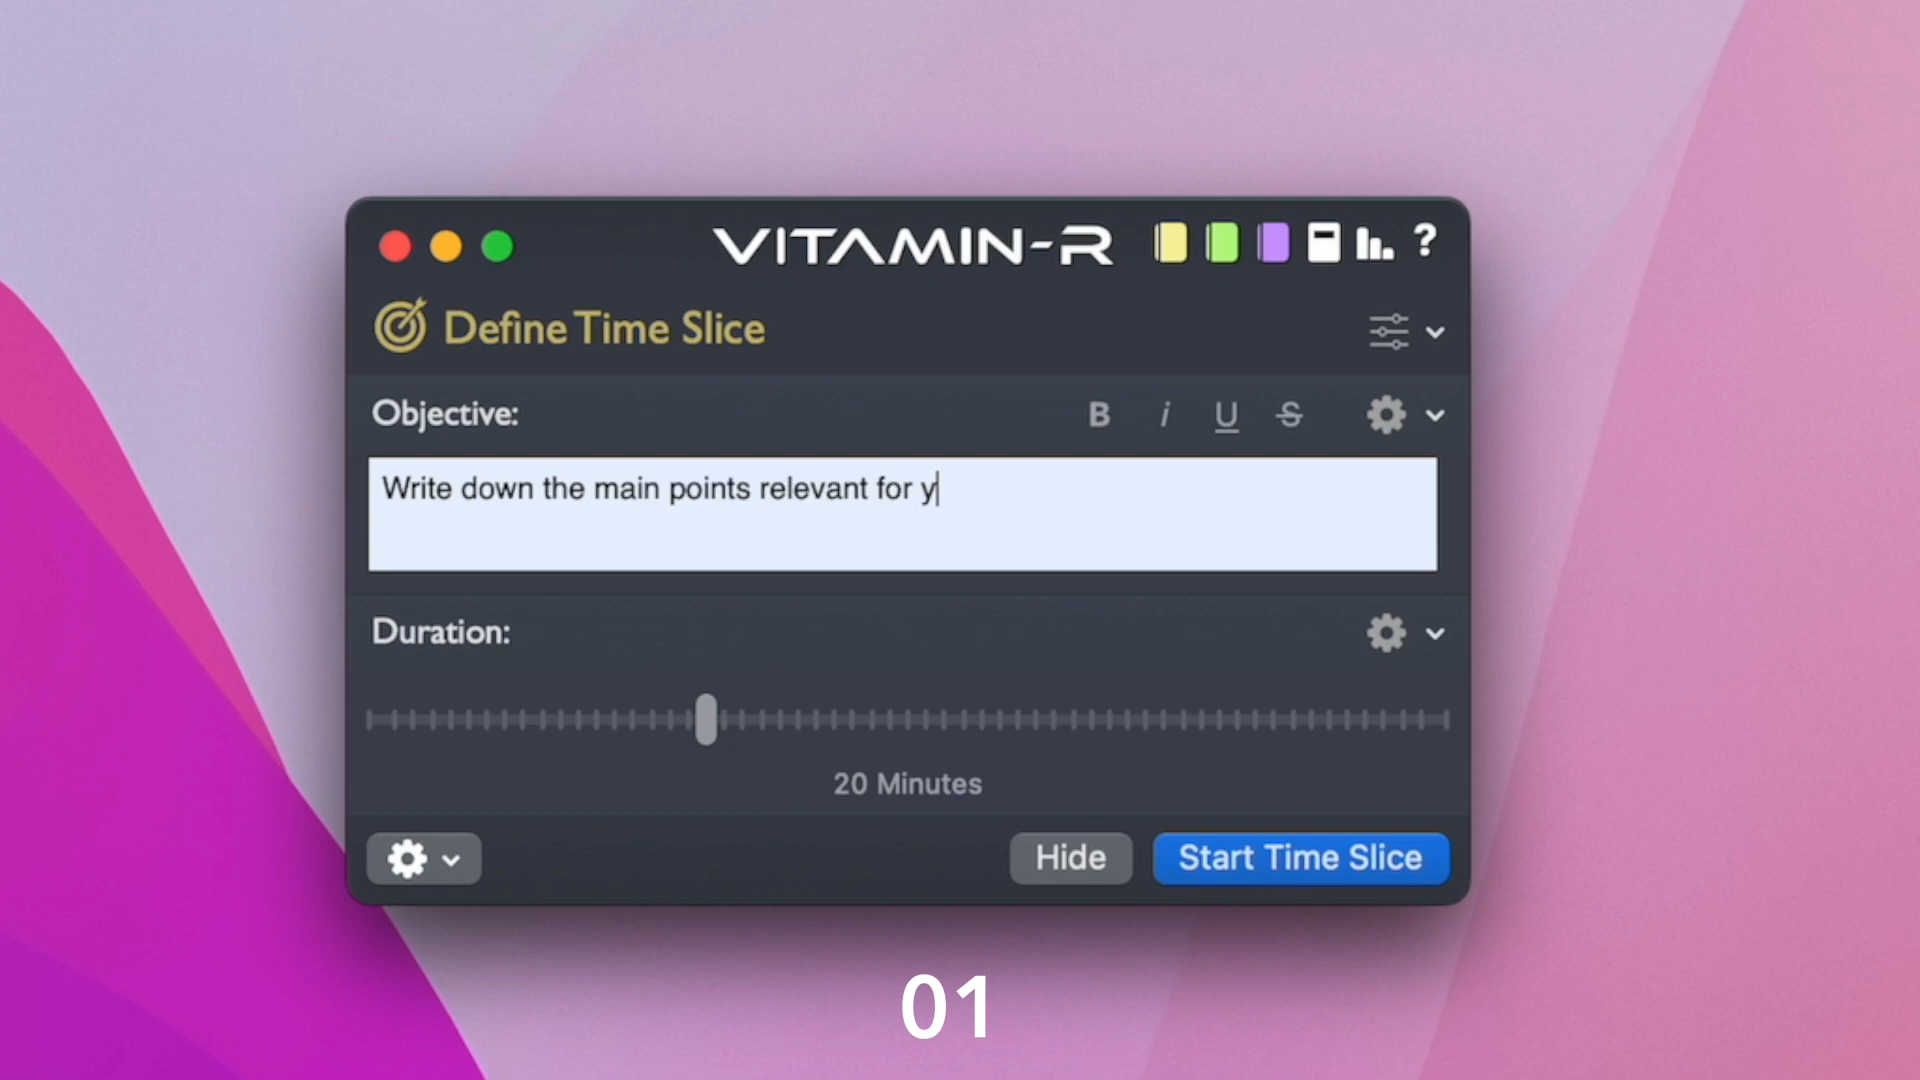 VITAMIN-R ?
Define Time Slice
Objective: B i U S
Write down the main points relevant for y
Duration:
20 Minutes
Hide Start Time Slice
01